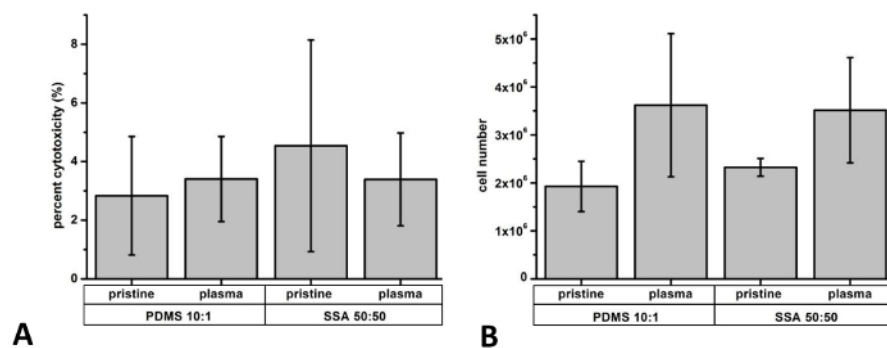 percent cytotoxicity (%)
8
6
4
2
0
pristine plasma pristine plasma
PDMS 10:1 SSA 50:50
A
cell number
5x10⁶
4x10⁶
3x10⁶
2x10⁶
1x10⁶
0
pristine plasma pristine plasma
PDMS 10:1 SSA 50:50
B